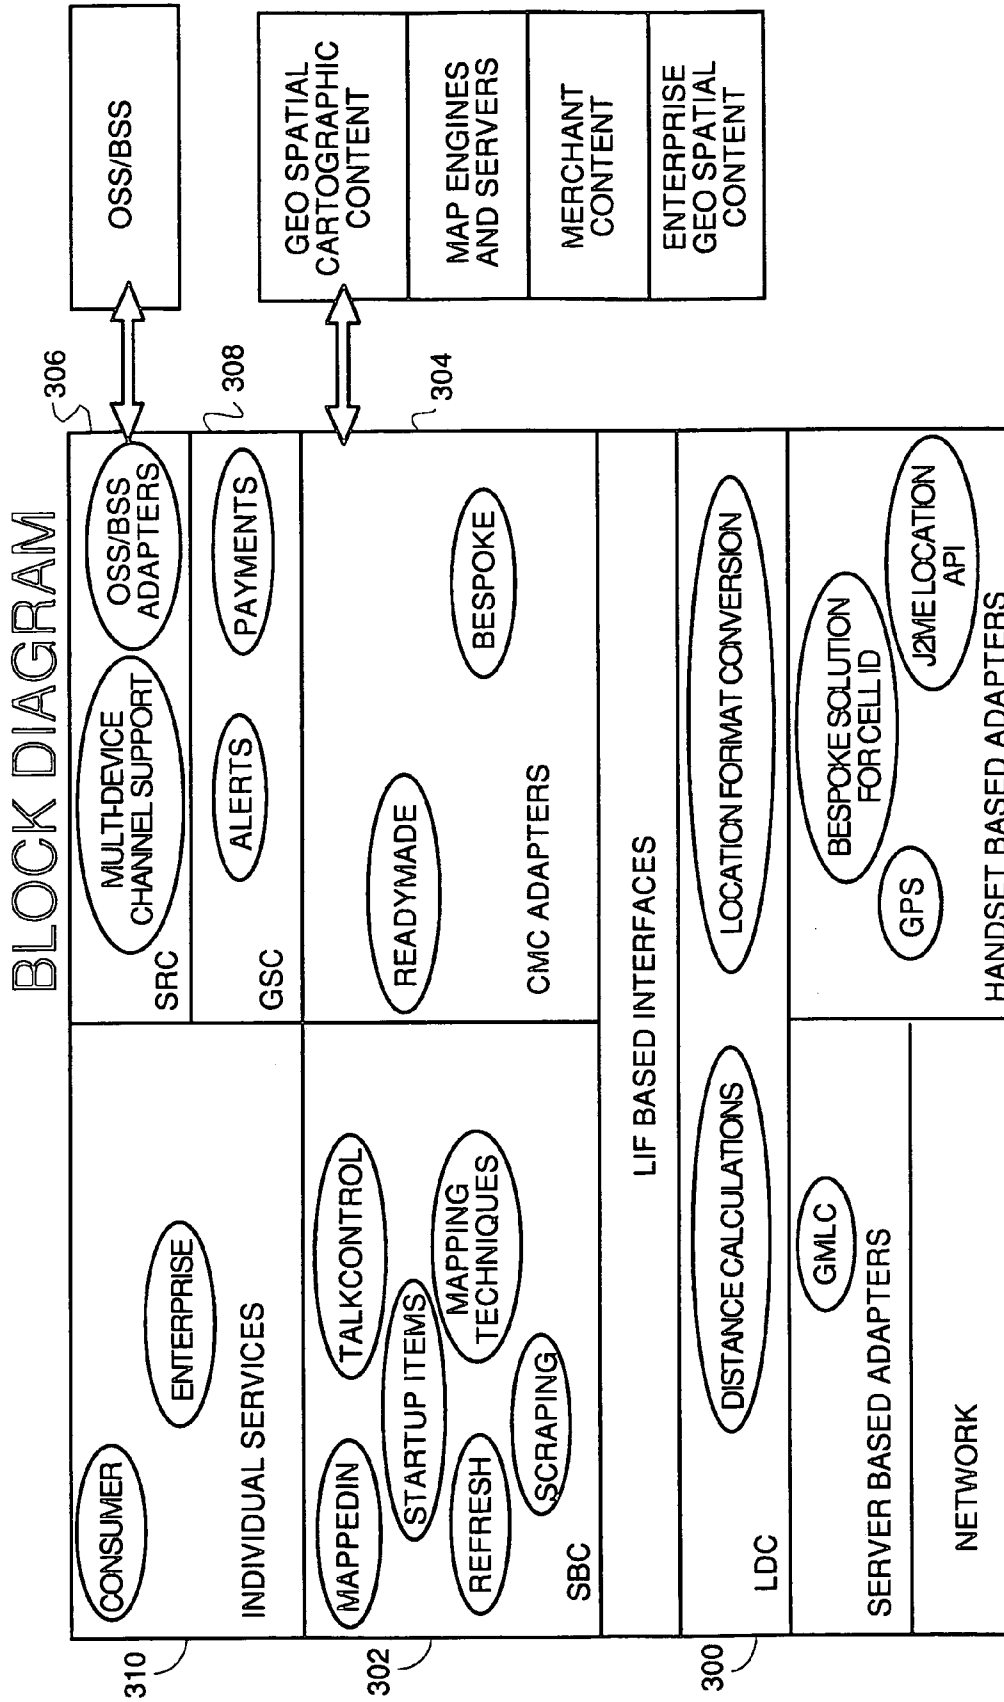 BLOCK DIAGRAM
CONSUMER
ENTERPRISE
INDIVIDUAL SERVICES
310
MULTI-DEVICE
CHANNEL SUPPORT
OSS/BSS
ADAPTERS
SRC
306
OSS/BSS
ALERTS
PAYMENTS
GSC
308
MAPPEDIN
TALKCONTROL
STARTUP ITEMS
REFRESH
MAPPING
TECHNIQUES
SCRAPING
SBC
302
READYMADE
BESPOKE
CMC ADAPTERS
304
GEO SPATIAL
CARTOGRAPHIC
CONTENT
MAP ENGINES
AND SERVERS
MERCHANT
CONTENT
ENTERPRISE
GEO SPATIAL
CONTENT
LIF BASED INTERFACES
DISTANCE CALCULATIONS
LOCATION FORMAT CONVERSION
LDC
300
GMLC
SERVER BASED ADAPTERS
NETWORK
BESPOKE SOLUTION
FOR CELL ID
GPS
J2ME LOCATION
API
HANDSET BASED ADAPTERS